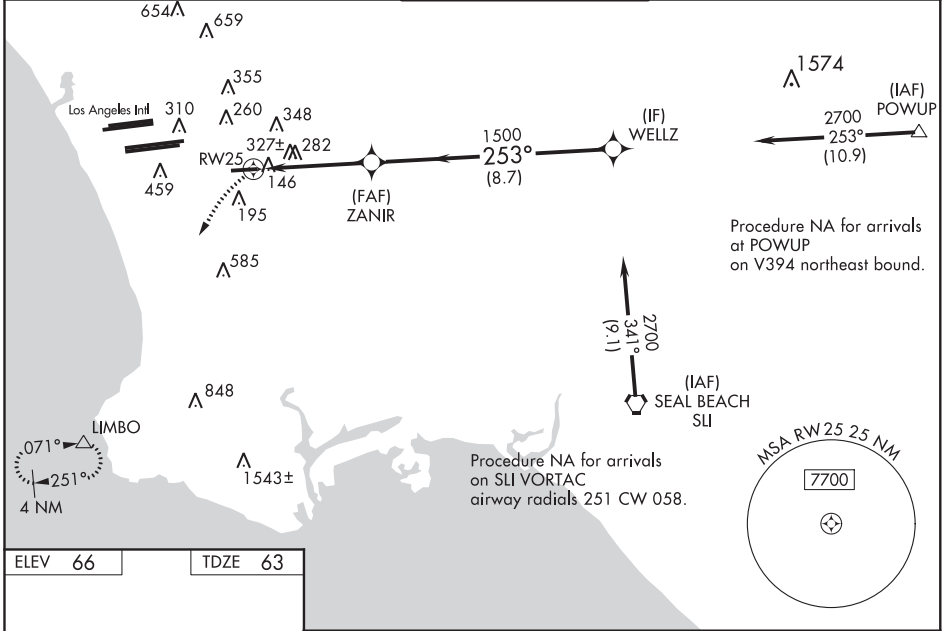 654
659
355
Los Angeles Intl
310
260
348
327±
282
RW25
146
459
195
585
(FAF)
ZANIR
1500
253°
(8.7)
(IF)
WELLZ
1574
(IAF)
POWUP
2700
253°
(10.9)
Procedure NA for arrivals
at POWUP
on V394 northeast bound.
2700
341°
(9.1)
(IAF)
SEAL BEACH
SLI
848
LIMBO
071°
251°
4 NM
1543±
Procedure NA for arrivals
on SLI VORTAC
airway radials 251 CW 058.
MSA RW25 25 NM
7700
ELEV 66
TDZE 63